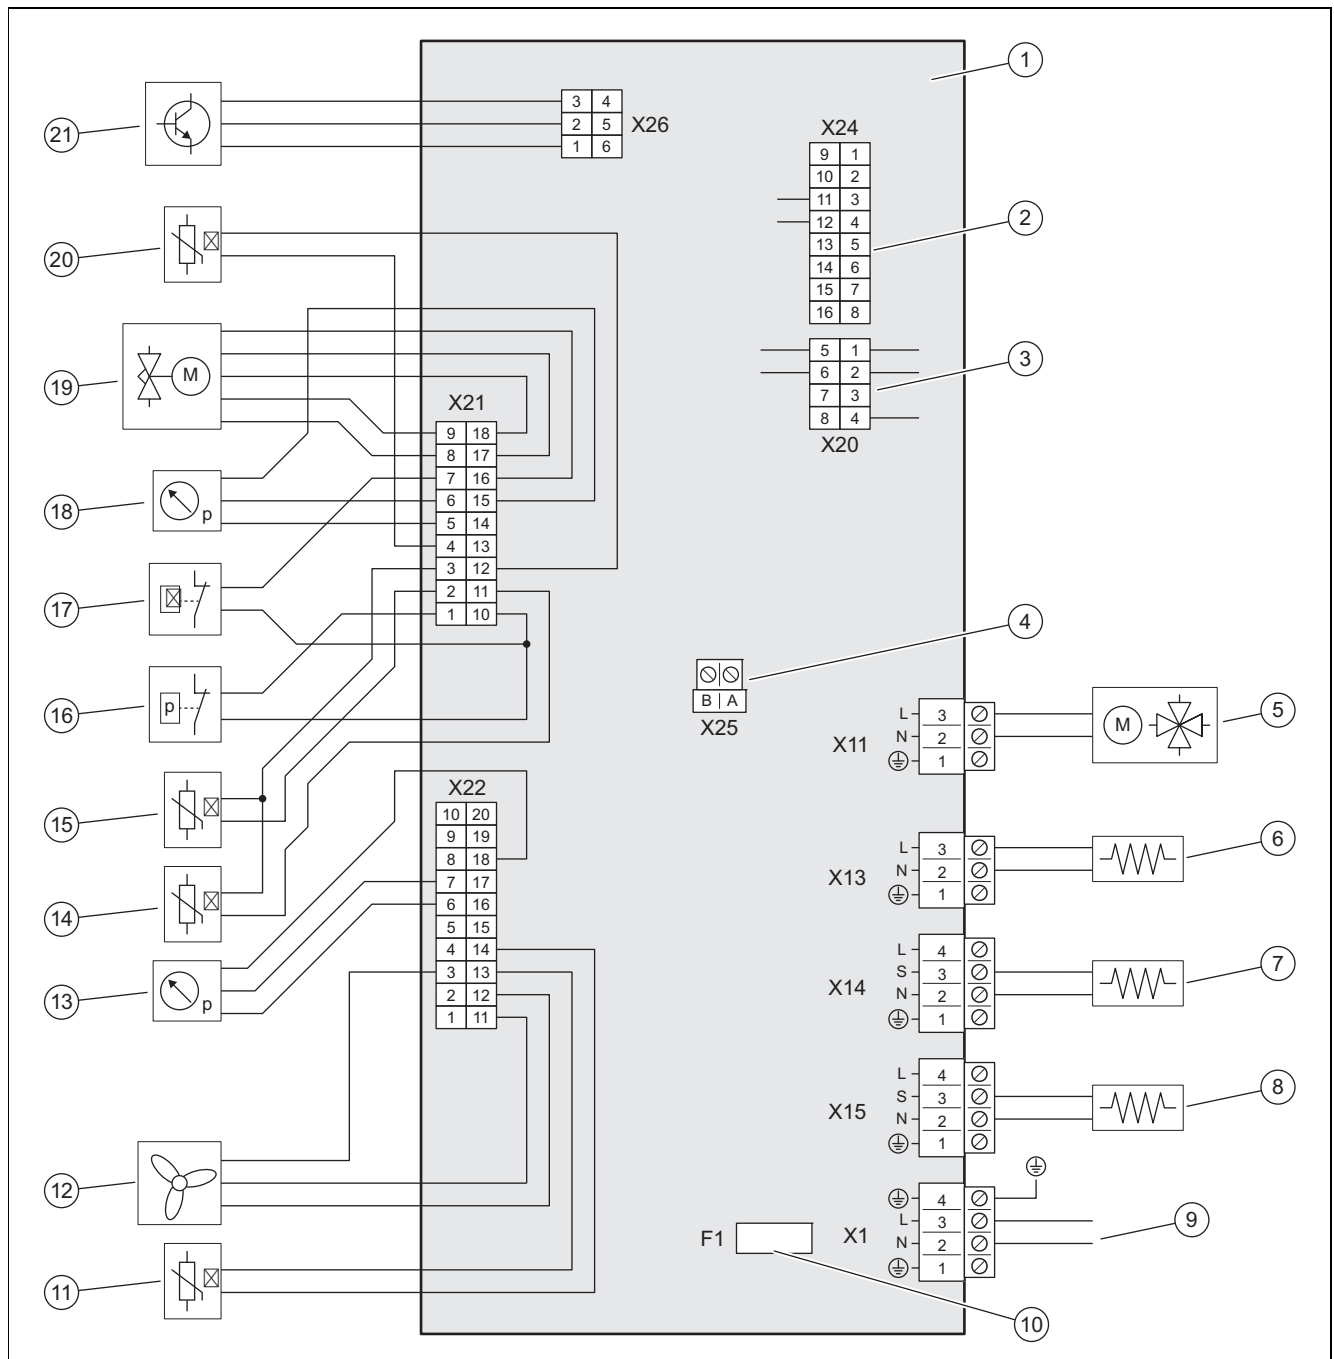 1
21
3 4
2 5
1 6
X26
X24
9 1
10 2
11 3
12 4
13 5
14 6
15 7
16 8
2
20
5 1
6 2
7 3
8 4
X20
3
19
M
X21
9 18
8 17
7 16
6 15
5 14
4 13
3 12
2 11
1 10
18
p
17
4
B A
X25
16
p
5
M
X11
L 3
N 2
1
15
6
X13
L 3
N 2
1
X22
10 20
9 19
8 18
7 17
6 16
5 15
4 14
3 13
2 12
1 11
14
7
X14
L 4
S 3
N 2
1
13
p
8
X15
L 4
S 3
N 2
1
12
9
F1
X1
4
L 3
N 2
1
11
10